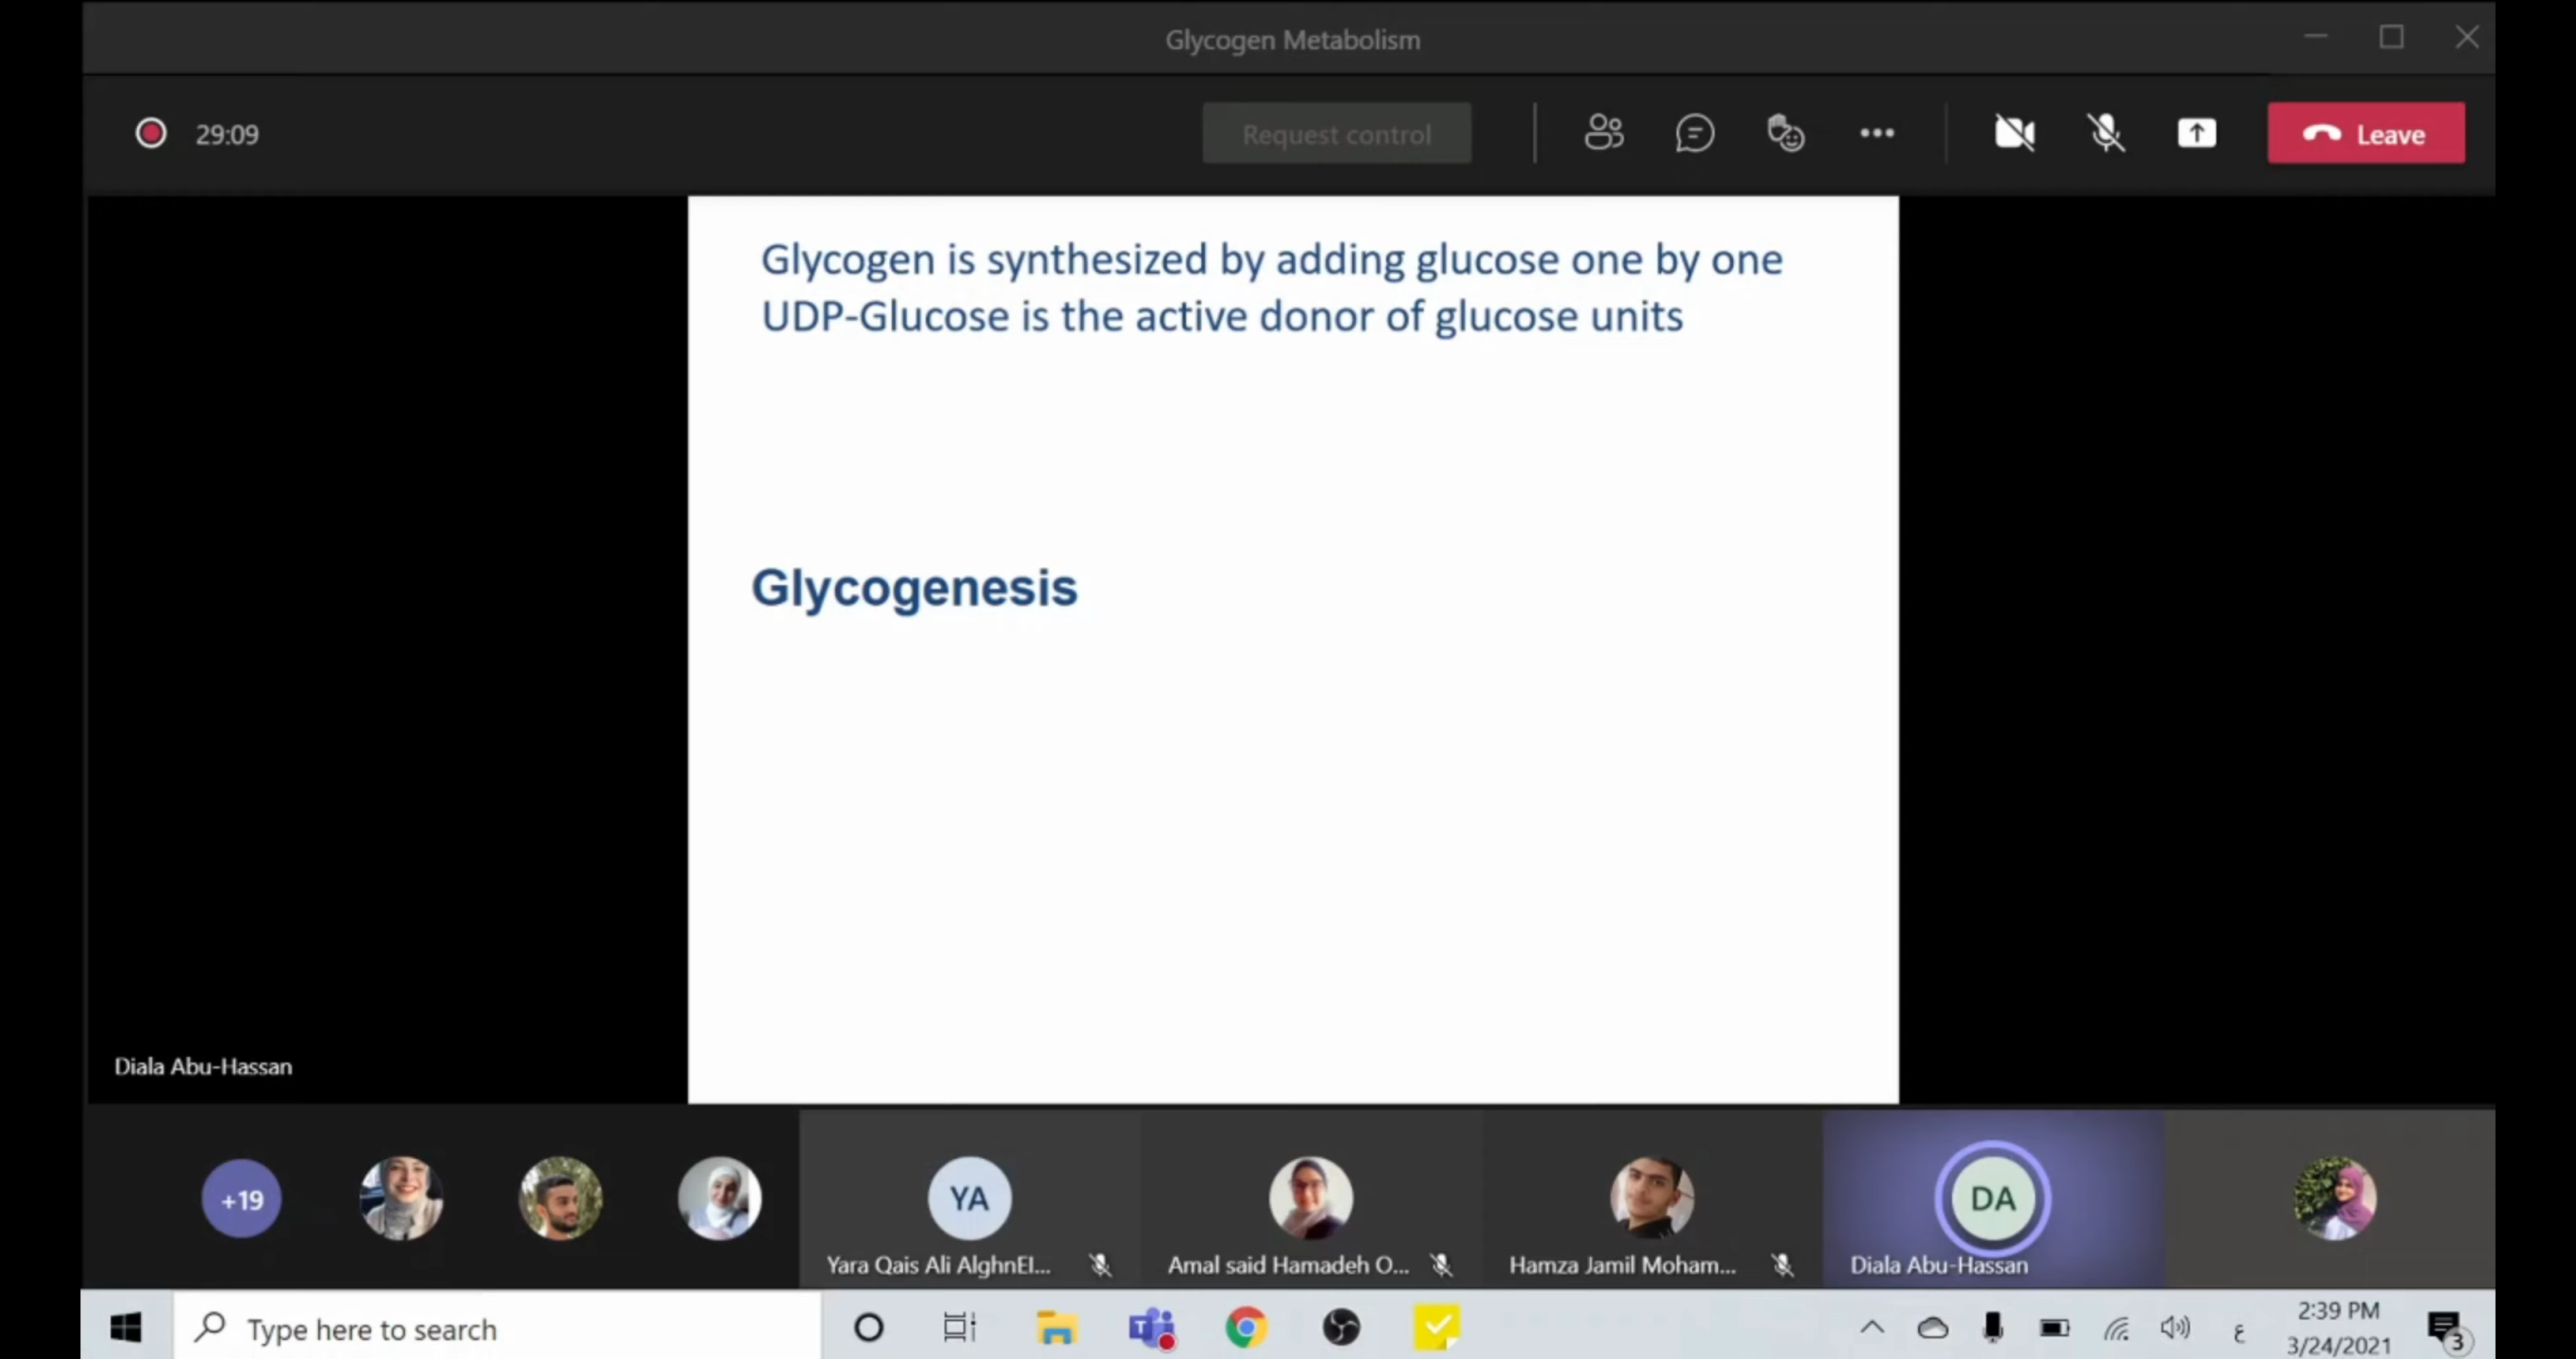 Glycogen Metabolism
29:09
Request control
Leave
Glycogen is synthesized by adding glucose one by one
UDP-Glucose is the active donor of glucose units
Glycogenesis
Diala Abu-Hassan
+19
YA
DA
Yara Qais Ali AlghnEl...
Amal said Hamadeh O...
Hamza Jamil Moham...
Diala Abu-Hassan
Type here to search
ع
2:39 PM
3/24/2021
3